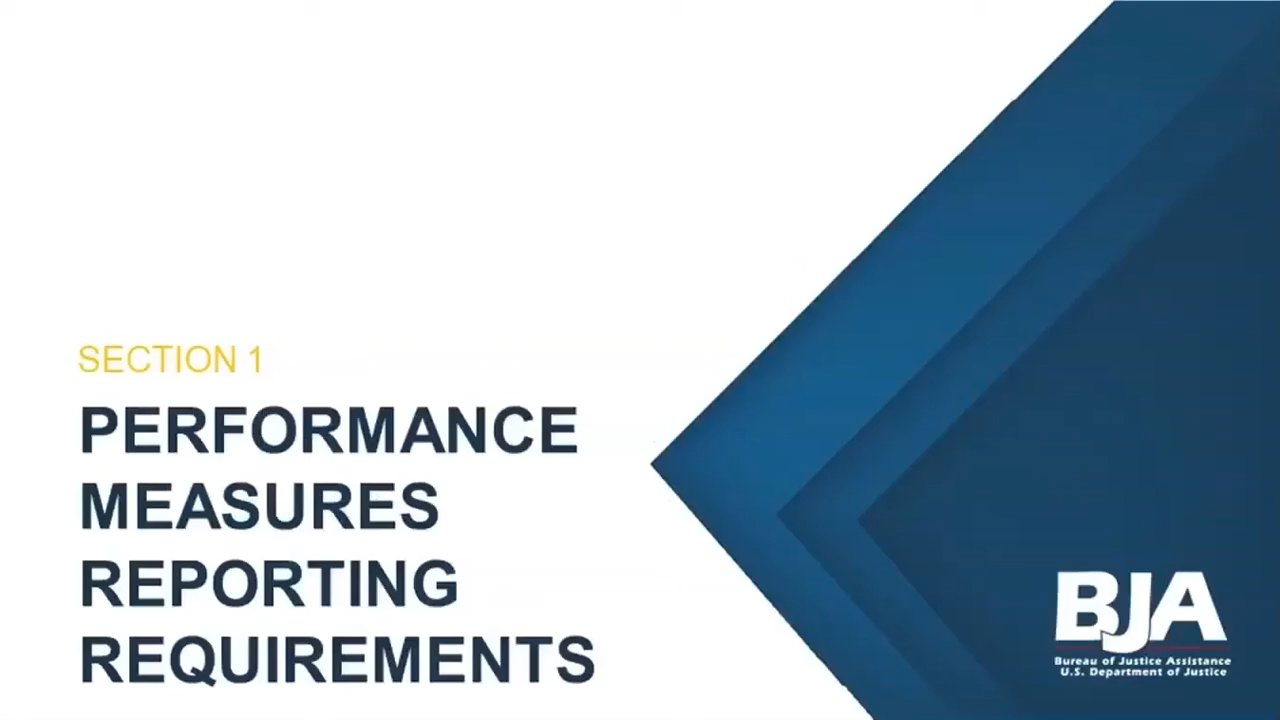 SECTION 1
PERFORMANCE
MEASURES
REPORTING
REQUIREMENTS
BJA
Bureau of Justice Assistance
U.S. Department of Justice